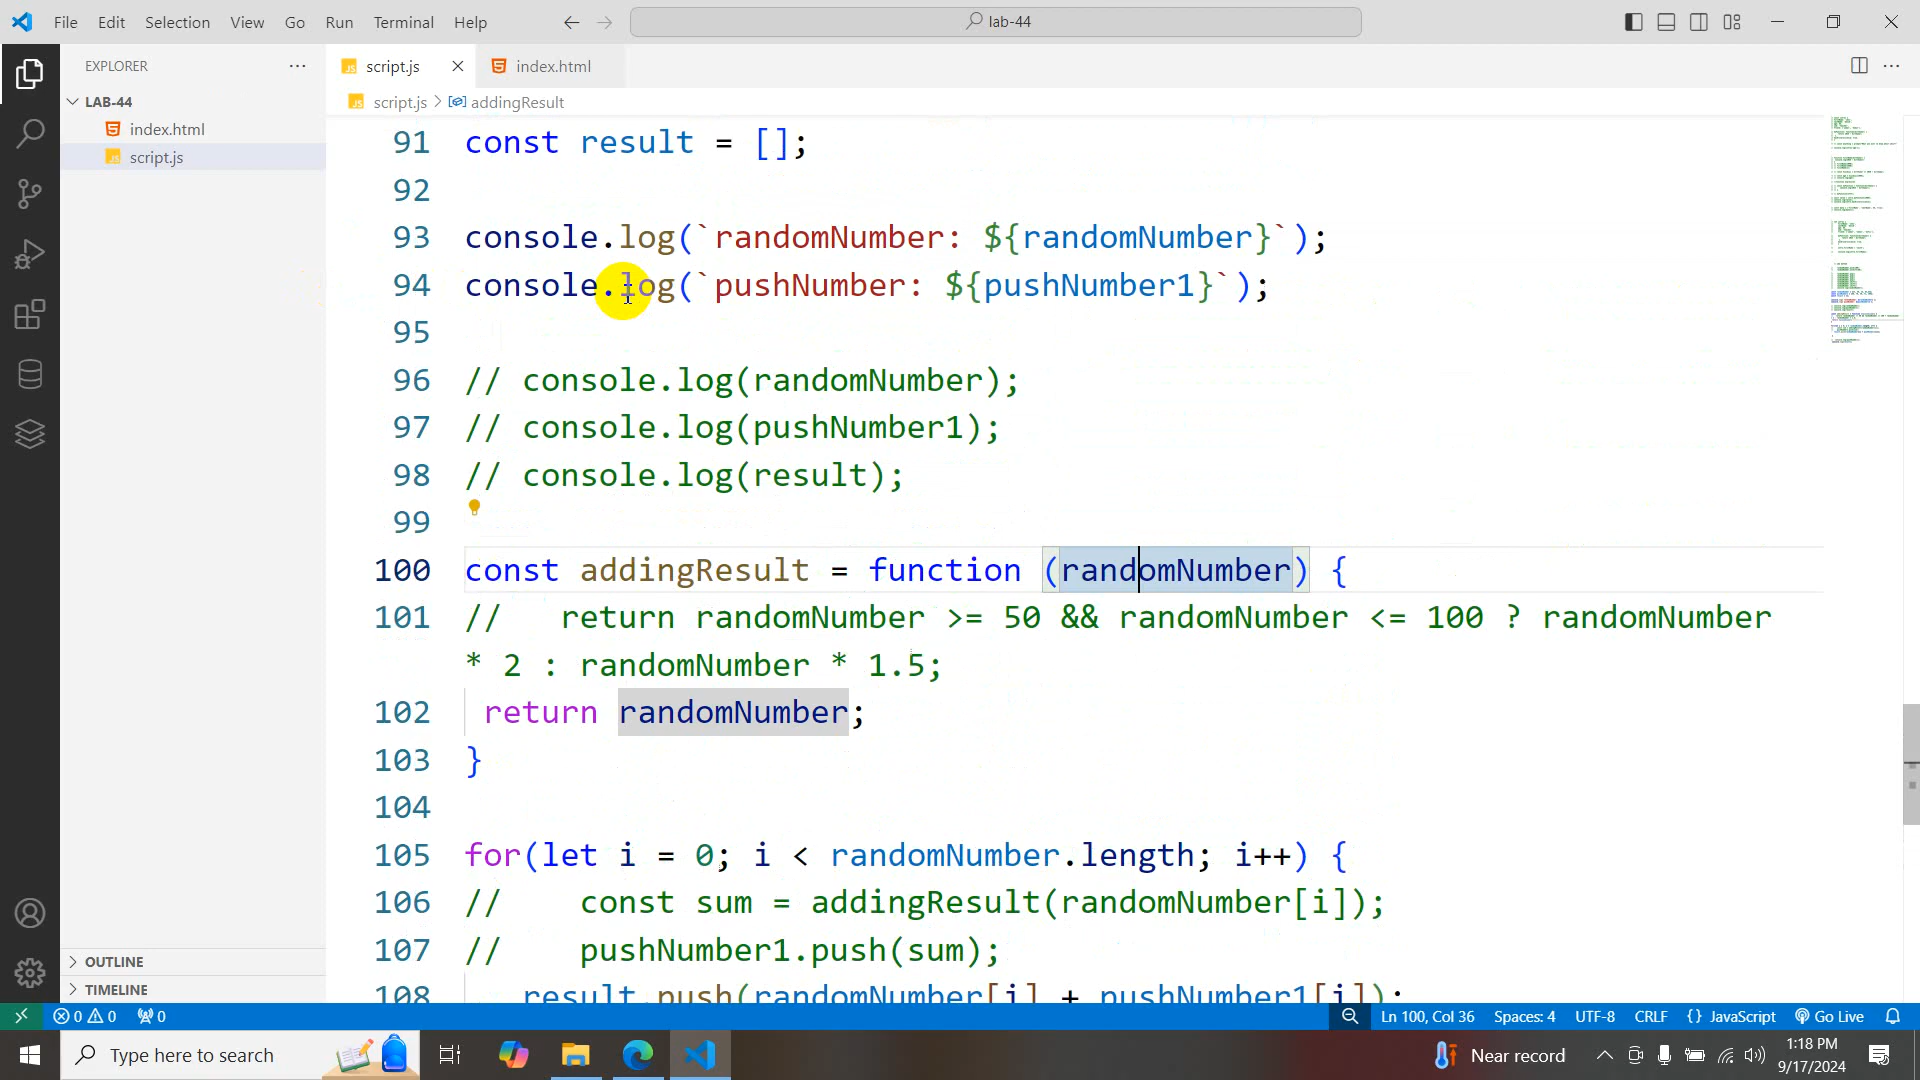 File Edit Selection View Go Run Terminal Help
lab-44
EXPLORER
LAB-44
index.html
script.js
script.js
index.html
script.js > addingResult
91 const result = [];
92
93 console.log(`randomNumber: ${randomNumber}`);
94 console.log(`pushNumber: ${pushNumber1}`);
95
96 // console.log(randomNumber);
97 // console.log(pushNumber1);
98 // console.log(result);
99
100 const addingResult = function (randomNumber) {
101 //   return randomNumber >= 50 && randomNumber <= 100 ? randomNumber
* 2 : randomNumber * 1.5;
102  return randomNumber;
103 }
104
105 for(let i = 0; i < randomNumber.length; i++) {
106 //    const sum = addingResult(randomNumber[i]);
107 //    pushNumber1.push(sum);
108    result.push(randomNumber[i] + pushNumber1[i]);
OUTLINE
TIMELINE
0 0 0
Ln 100, Col 36 Spaces: 4 UTF-8 CRLF {} JavaScript Go Live
Type here to search
Near record
1:18 PM
9/17/2024